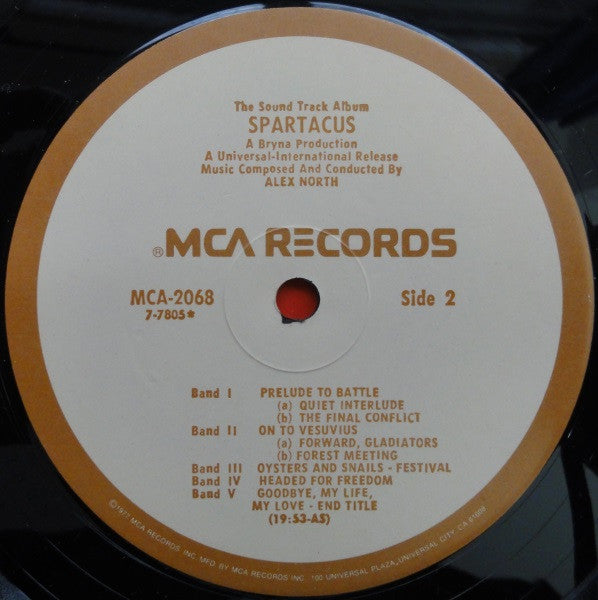 The Sound Track Album
SPARTACUS
A Bryna Production
A Universal-International Release
Music Composed And Conducted By
ALEX NORTH
®MCA RECORDS
MCA-2068 Side 2
7-7805*
Band I PRELUDE TO BATTLE
(a) QUIET INTERLUDE
(b) THE FINAL CONFLICT
Band II ON TO VESUVIUS
(a) FORWARD, GLADIATORS
(b) FOREST MEETING
Band III OYSTERS AND SNAILS - FESTIVAL
Band IV HEADED FOR FREEDOM
Band V GOODBYE, MY LIFE,
MY LOVE - END TITLE
(19:53-AS)
MCA RECORDS INC. MFG BY MCA RECORDS INC 100 UNIVERSAL PLAZA, UNIVERSAL CITY, CA